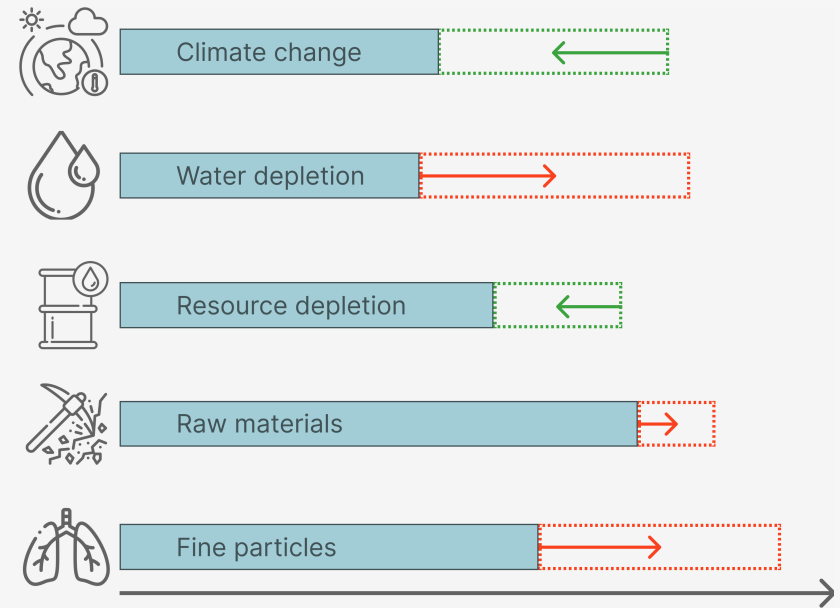 Climate change
Water depletion
Resource depletion
Raw materials
Fine particles